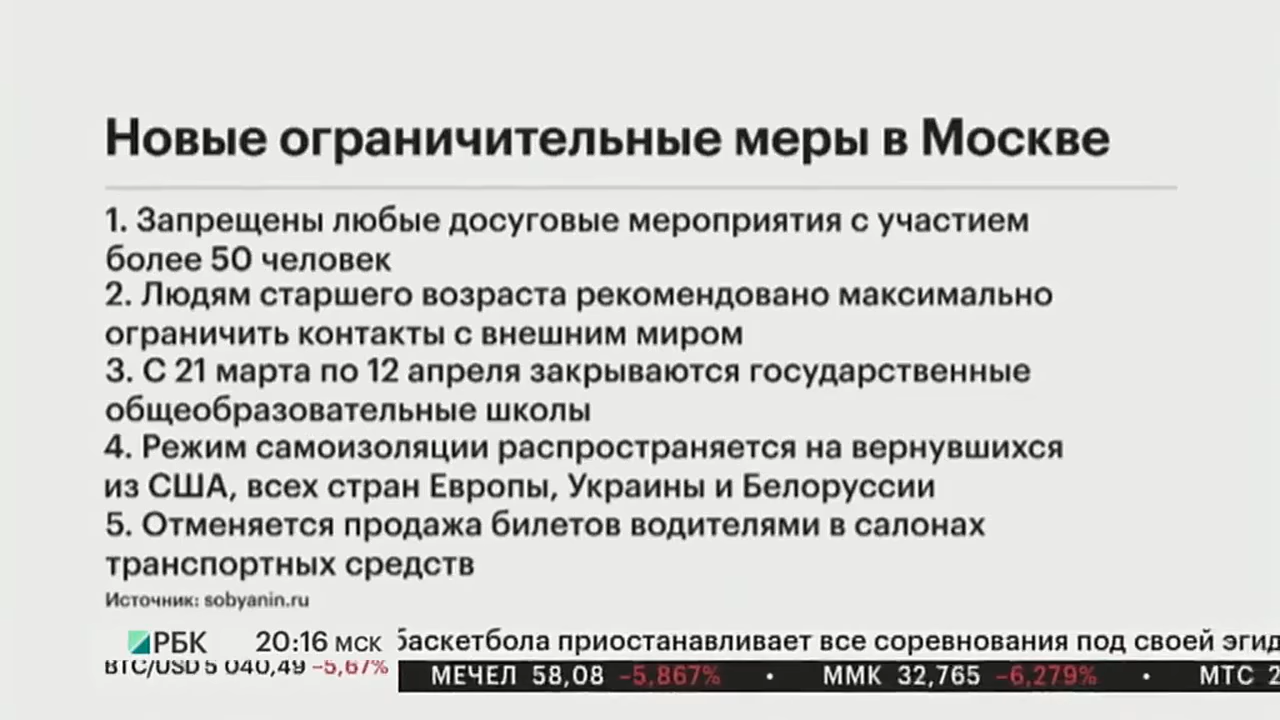 Новые ограничительные меры в Москве
1. Запрещены любые досуговые мероприятия с участием
более 50 человек
2. Людям старшего возраста рекомендовано максимально
ограничить контакты с внешним миром
3. С 21 марта по 12 апреля закрываются государственные
общеобразовательные школы
4. Режим самоизоляции распространяется на вернувшихся
из США, всех стран Европы, Украины и Белоруссии
5. Отменяется продажа билетов водителями в салонах
транспортных средств
Источник: sobyanin.ru
РБК 20:16 МСК баскетбола приостанавливает все соревнования под своей эгид
BTC/USD 5 040,49 -5,67% МЕЧЕЛ 58,08 -5,867% • ММК 32,765 -6,279% • МТС 2